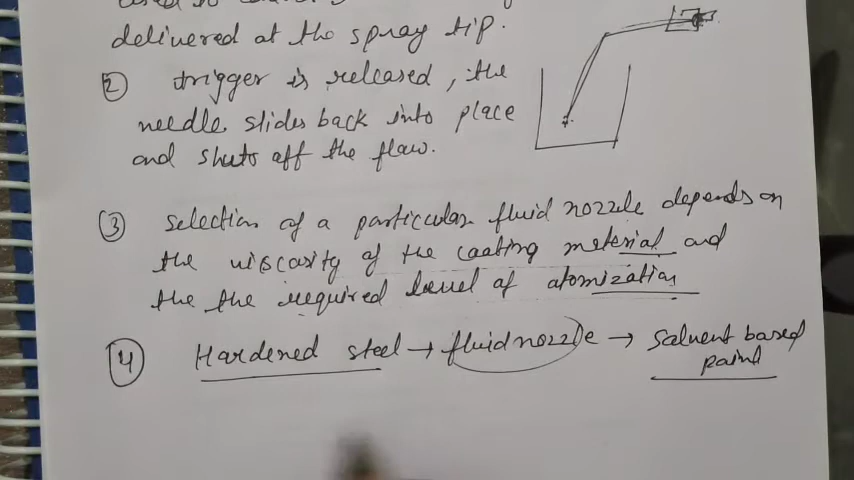 delivered at the spray tip.
② trigger is released, the
needle slides back into place
and shuts off the flow.
③ selection of a particular fluid nozzle depends on
the viscosity of the coating material and
the the required level of atomization
④ Hardened steel → fluid nozzle → Solvent based
paint